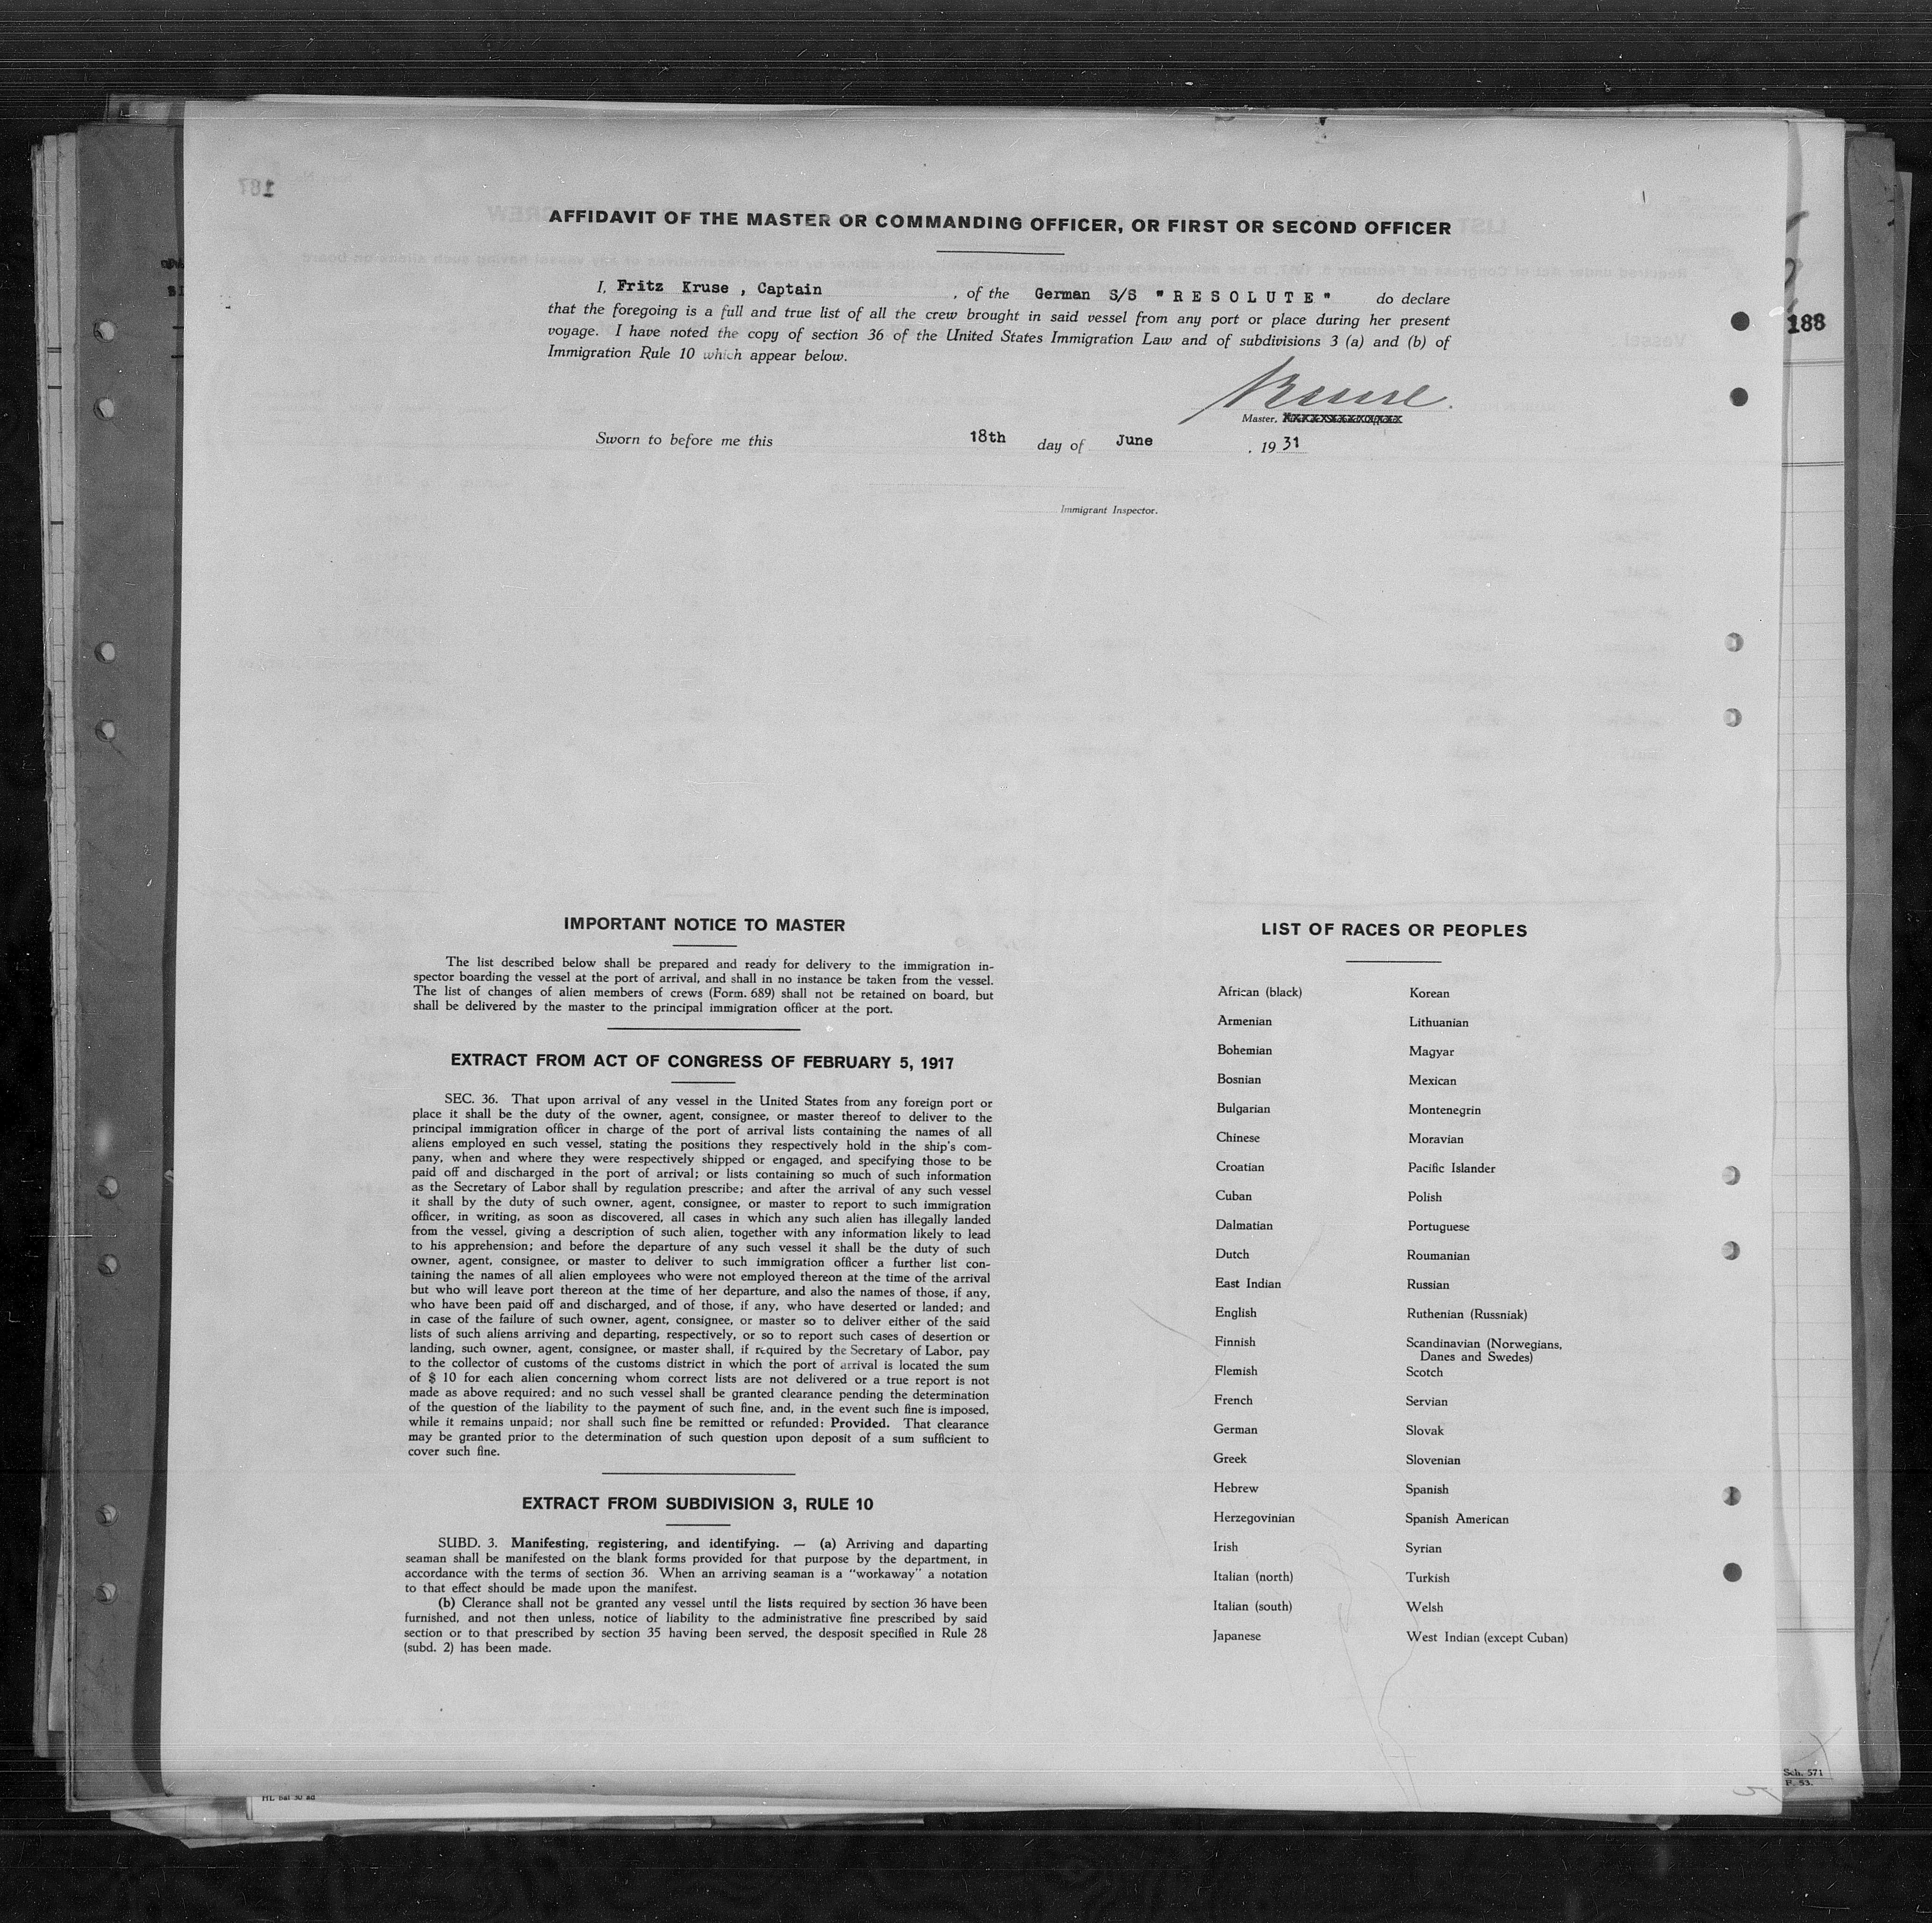 AFFIDAVIT OF THE MASTER OR COMMANDING OFFICER, OR FIRST OR SECOND OFFICER
I, Fritz Kruse , Captain , of the German S/S "RESOLUTE" do declare
that the foregoing is a full and true list of all the crew brought in said vessel from any port or place during her present
voyage. I have noted the copy of section 36 of the United States Immigration Law and of subdivisions 3 (a) and (b) of
Immigration Rule 10 which appear below.
Kruse.
Master,
Sworn to before me this 18th day of June , 19 31
Immigrant Inspector.
188
IMPORTANT NOTICE TO MASTER
The list described below shall be prepared and ready for delivery to the immigration in-
spector boarding the vessel at the port of arrival, and shall in no instance be taken from the vessel.
The list of changes of alien members of crews (Form. 689) shall not be retained on board, but
shall be delivered by the master to the principal immigration officer at the port.
EXTRACT FROM ACT OF CONGRESS OF FEBRUARY 5, 1917
SEC. 36. That upon arrival of any vessel in the United States from any foreign port or
place it shall be the duty of the owner, agent, consignee, or master thereof to deliver to the
principal immigration officer in charge of the port of arrival lists containing the names of all
aliens employed en such vessel, stating the positions they respectively hold in the ship's com-
pany, when and where they were respectively shipped or engaged, and specifying those to be
paid off and discharged in the port of arrival; or lists containing so much of such information
as the Secretary of Labor shall by regulation prescribe; and after the arrival of any such vessel
it shall by the duty of such owner, agent, consignee, or master to report to such immigration
officer, in writing, as soon as discovered, all cases in which any such alien has illegally landed
from the vessel, giving a description of such alien, together with any information likely to lead
to his apprehension; and before the departure of any such vessel it shall be the duty of such
owner, agent, consignee, or master to deliver to such immigration officer a further list con-
taining the names of all alien employees who were not employed thereon at the time of the arrival
but who will leave port thereon at the time of her departure, and also the names of those, if any,
who have been paid off and discharged, and of those, if any, who have deserted or landed; and
in case of the failure of such owner, agent, consignee, or master so to deliver either of the said
lists of such aliens arriving and departing, respectively, or so to report such cases of desertion or
landing, such owner, agent, consignee, or master shall, if required by the Secretary of Labor, pay
to the collector of customs of the customs district in which the port of arrival is located the sum
of $ 10 for each alien concerning whom correct lists are not delivered or a true report is not
made as above required; and no such vessel shall be granted clearance pending the determination
of the question of the liability to the payment of such fine, and, in the event such fine is imposed,
while it remains unpaid; nor shall such fine be remitted or refunded: Provided. That clearance
may be granted prior to the determination of such question upon deposit of a sum sufficient to
cover such fine.
EXTRACT FROM SUBDIVISION 3, RULE 10
SUBD. 3. Manifesting, registering, and identifying. — (a) Arriving and daparting
seaman shall be manifested on the blank forms provided for that purpose by the department, in
accordance with the terms of section 36. When an arriving seaman is a "workaway" a notation
to that effect should be made upon the manifest.
(b) Clerance shall not be granted any vessel until the lists required by section 36 have been
furnished, and not then unless, notice of liability to the administrative fine prescribed by said
section or to that prescribed by section 35 having been served, the desposit specified in Rule 28
(subd. 2) has been made.
LIST OF RACES OR PEOPLES
African (black)
Armenian
Bohemian
Bosnian
Bulgarian
Chinese
Croatian
Cuban
Dalmatian
Dutch
East Indian
English
Finnish
Flemish
French
German
Greek
Hebrew
Herzegovinian
Irish
Italian (north)
Italian (south)
Japanese
Korean
Lithuanian
Magyar
Mexican
Montenegrin
Moravian
Pacific Islander
Polish
Portuguese
Roumanian
Russian
Ruthenian (Russniak)
Scandinavian (Norwegians,
Danes and Swedes)
Scotch
Servian
Slovak
Slovenian
Spanish
Spanish American
Syrian
Turkish
Welsh
West Indian (except Cuban)
Sch. 571
F. 53.